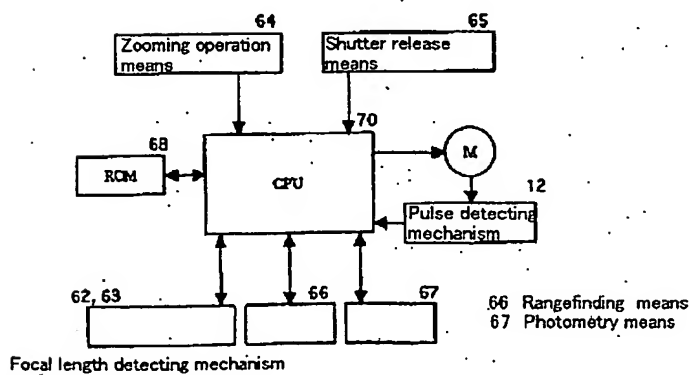 64
65
Zooming operation
means
Shutter release
means
70
68
ROM
CPU
M
12
Pulse detecting
mechanism
62, 63
66
67
66 Rangefinding means
67 Photometry means
Focal length detecting mechanism